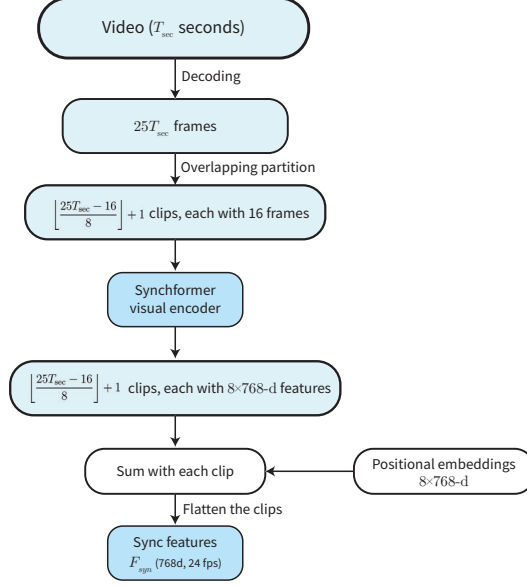 Video (T_sec seconds)
Decoding
25T_sec frames
Overlapping partition
⌊(25T_sec − 16)/8⌋ + 1 clips, each with 16 frames
Synchformer
visual encoder
⌊(25T_sec − 16)/8⌋ + 1 clips, each with 8×768-d features
Sum with each clip
Positional embeddings
8×768-d
Flatten the clips
Sync features
F_syn (768d, 24 fps)